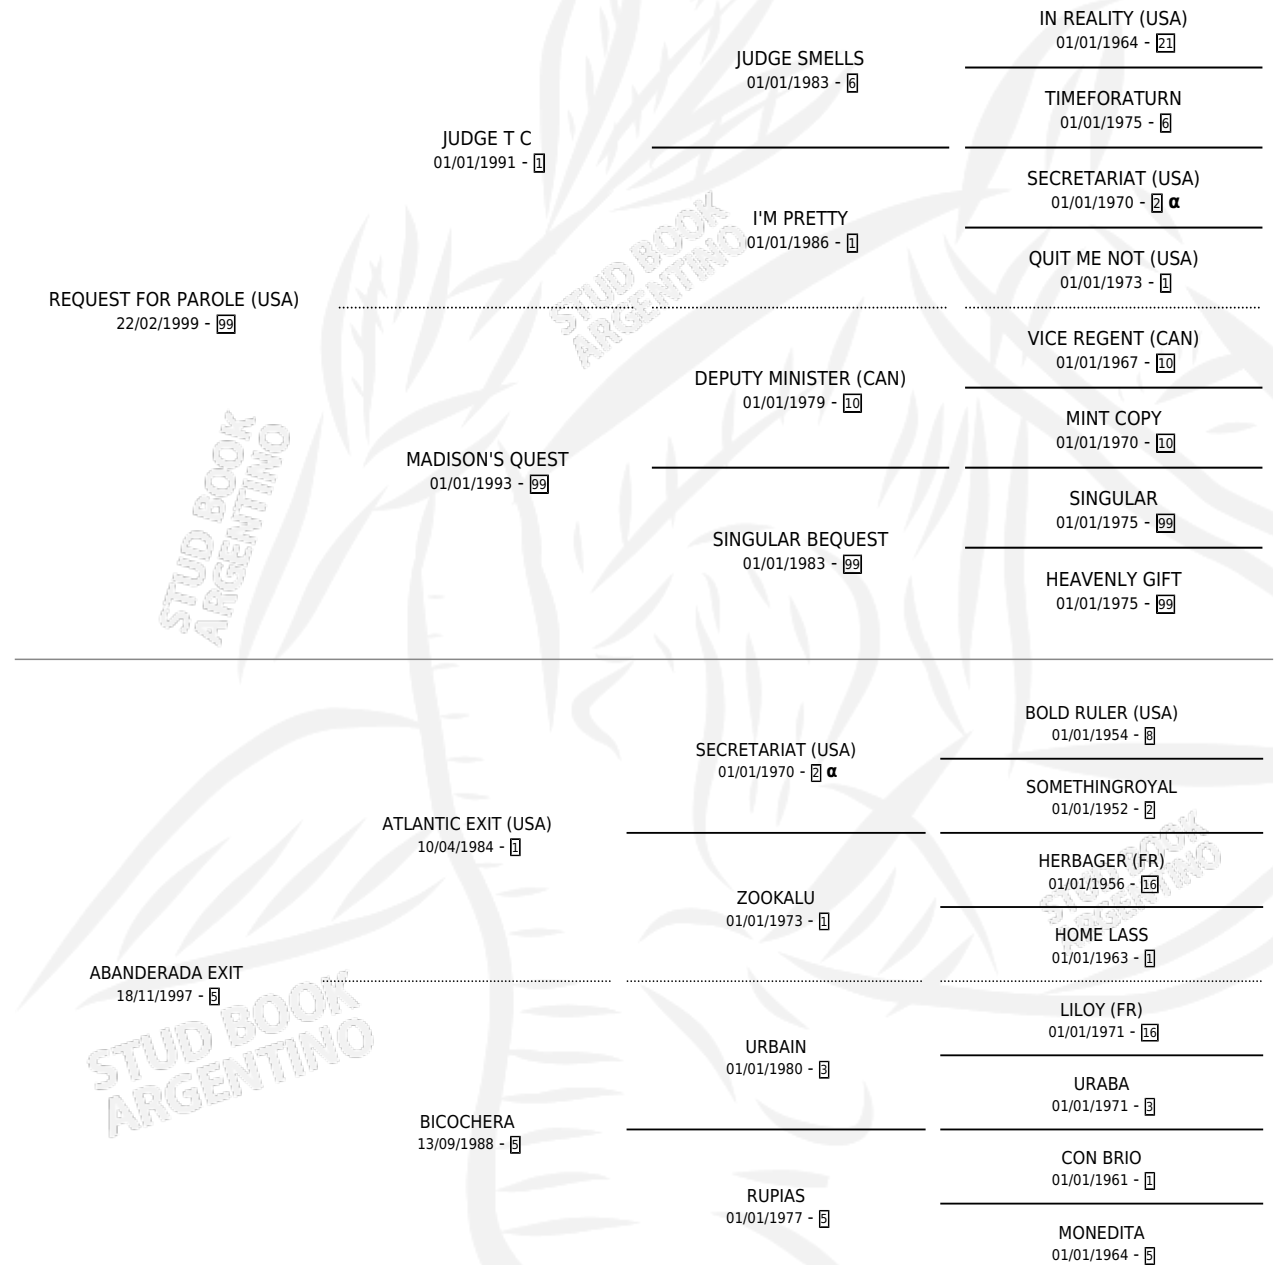 IN REALITY (USA)
01/01/1964 - 21
JUDGE SMELLS
01/01/1983 - 6
TIMEFORATURN
01/01/1975 - 6
JUDGE T C
01/01/1991 - 1
SECRETARIAT (USA)
01/01/1970 - 2 α
I'M PRETTY
01/01/1986 - 1
QUIT ME NOT (USA)
01/01/1973 - 1
REQUEST FOR PAROLE (USA)
22/02/1999 - 99
VICE REGENT (CAN)
01/01/1967 - 10
DEPUTY MINISTER (CAN)
01/01/1979 - 10
MINT COPY
01/01/1970 - 10
MADISON'S QUEST
01/01/1993 - 99
SINGULAR
01/01/1975 - 99
SINGULAR BEQUEST
01/01/1983 - 99
HEAVENLY GIFT
01/01/1975 - 99
BOLD RULER (USA)
01/01/1954 - 8
SECRETARIAT (USA)
01/01/1970 - 2 α
SOMETHINGROYAL
01/01/1952 - 2
ATLANTIC EXIT (USA)
10/04/1984 - 1
HERBAGER (FR)
01/01/1956 - 16
ZOOKALU
01/01/1973 - 1
HOME LASS
01/01/1963 - 1
ABANDERADA EXIT
18/11/1997 - 5
LILOY (FR)
01/01/1971 - 16
URBAIN
01/01/1980 - 3
URABA
01/01/1971 - 3
BICOCHERA
13/09/1988 - 5
CON BRIO
01/01/1961 - 1
RUPIAS
01/01/1977 - 5
MONEDITA
01/01/1964 - 5
STUD BOOK
ARGENTINO
STUD BOOK
ARGENTINO
STUD BOOK
ARGENTINO
STUD BOOK
ARGENTINO